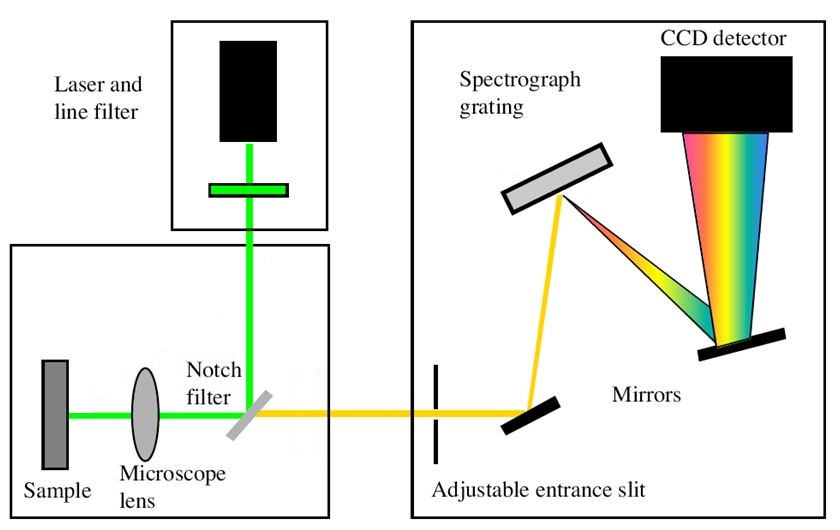 CCD detector
Laser and
line filter
Spectrograph
grating
Notch
filter
Mirrors
Microscope
lens
Sample
Adjustable entrance slit